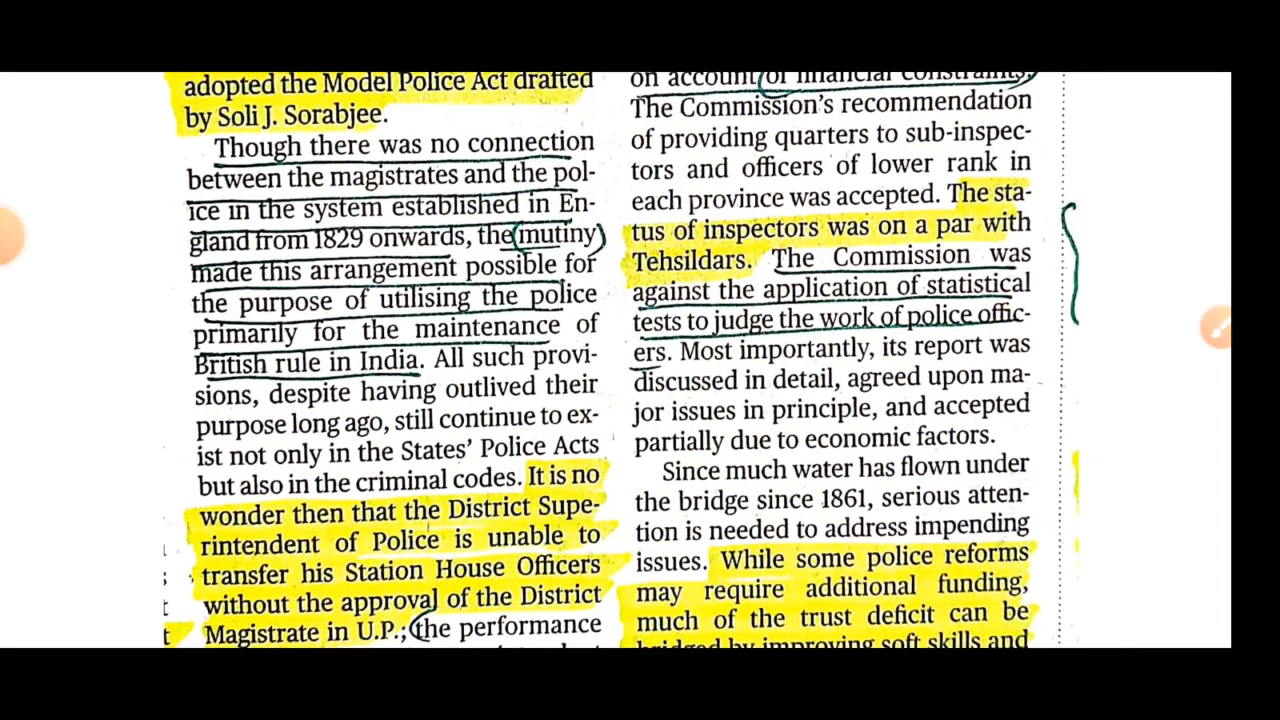 adopted the Model Police Act drafted
by Soli J. Sorabjee.
Though there was no connection
between the magistrates and the pol-
ice in the system established in En-
gland from 1829 onwards, the mutiny
made this arrangement possible for
the purpose of utilising the police
primarily for the maintenance of
British rule in India. All such provi-
sions, despite having outlived their
purpose long ago, still continue to ex-
ist not only in the States' Police Acts
but also in the criminal codes. It is no
wonder then that the District Supe-
rintendent of Police is unable to
transfer his Station House Officers
without the approval of the District
Magistrate in U.P.; the performance
on account of financial constraints.
The Commission's recommendation
of providing quarters to sub-inspec-
tors and officers of lower rank in
each province was accepted. The sta-
tus of inspectors was on a par with
Tehsildars. The Commission was
against the application of statistical
tests to judge the work of police offic-
ers. Most importantly, its report was
discussed in detail, agreed upon ma-
jor issues in principle, and accepted
partially due to economic factors.
Since much water has flown under
the bridge since 1861, serious atten-
tion is needed to address impending
issues. While some police reforms
may require additional funding,
much of the trust deficit can be
bridged by improving soft skills and